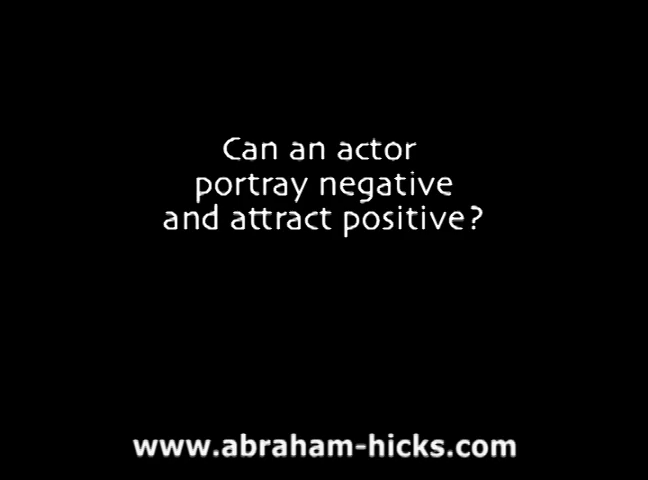 Can an actor
portray negative
and attract positive?
www.abraham-hicks.com